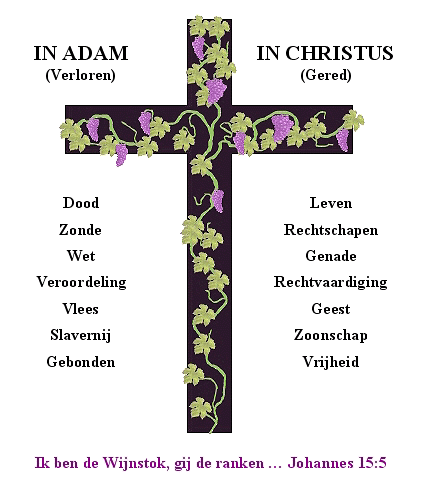 IN ADAM
(Verloren)
Dood
Zonde
Wet
Veroordeling
Vlees
Slavernij
Gebonden
IN CHRISTUS
(Gered)
Leven
Rechtschapen
Genade
Rechtvaardiging
Geest
Zoonschap
Vrijheid
Ik ben de Wijnstok, gij de ranken ... Johannes 15:5